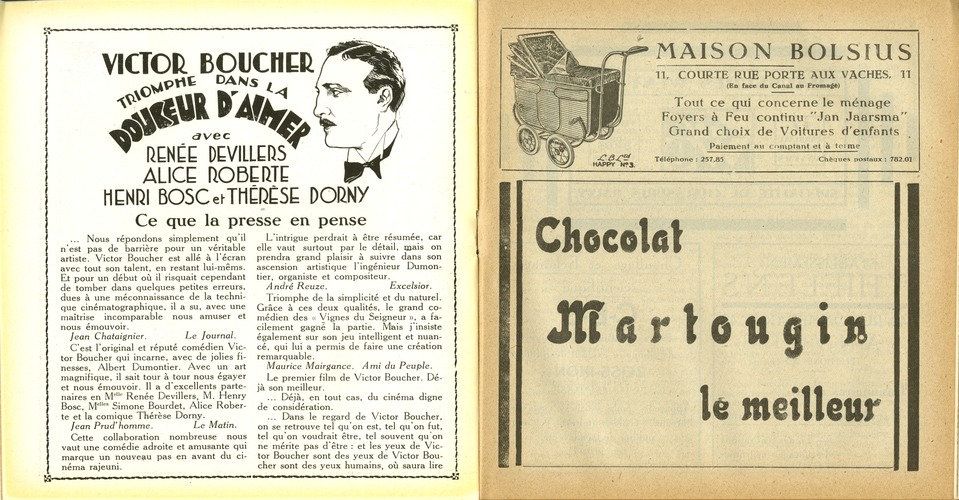 VICTOR BOUCHER
TRIOMPHE DANS LA
DOUCEUR D'AIMER
avec
RENÉE DEVILLERS
ALICE ROBERTE
HENRI BOSC et THÉRÈSE DORNY
Ce que la presse en pense
... Nous répondons simplement qu'il
n'est pas de barrière pour un véritable
artiste. Victor Boucher est allé à l'écran
avec tout son talent, en restant lui-mêms.
Et pour un début où il risquait cependant
de tomber dans quelques petites erreurs,
dues à une méconnaissance de la techni-
que cinématographique, il a su, avec une
maîtrise incomparable nous amuser et
nous émouvoir.
Jean Chataignier. Le Journal.
C'est l'original et réputé comédien Vic-
tor Boucher qui incarne, avec de jolies fi-
nesses, Albert Dumontier. Avec un art
magnifique, il sait tour à tour nous égayer
et nous émouvoir. Il a d'excellents parte-
naires en Mlle Renée Devillers, M. Henry
Bosc, Mlles Simone Bourdet, Alice Rober-
te et la comique Thérèse Dorny.
Jean Prud'homme. Le Matin.
Cette collaboration nombreuse nous
vaut une comédie adroite et amusante qui
marque un nouveau pas en avant du ci-
néma rajeuni.
L'intrigue perdrait à être résumée, car
elle vaut surtout par le détail, mais on
prendra grand plaisir à suivre dans son
ascension artistique l'ingénieur Dumon-
tier, organiste et compositeur.
André Reuze. Excelsior.
Triomphe de la simplicité et du naturel.
Grâce à ces deux qualités, le grand co-
médien des « Vignes du Seigneur », a fa-
cilement gagné la partie. Mais j'insiste
également sur son jeu intelligent et nuan-
cé, qui lui a permis de faire une création
remarquable.
Maurice Mairgance. Ami du Peuple.
Le premier film de Victor Boucher. Dé-
jà son meilleur.
... Déjà, en tout cas, du cinéma digne
de considération.
... Dans le regard de Victor Boucher,
on se retrouve tel qu'on est, tel qu'on fut,
tel qu'on voudrait être, tel souvent qu'on
ne mérite pas d'être : et les yeux de Vic-
tor Boucher sont des yeux de Victor Bou-
cher sont des yeux humains, où saura lire
MAISON BOLSIUS
11, COURTE RUE PORTE AUX VACHES, 11
(En face du Canal au Fromage)
Tout ce qui concerne le ménage
Foyers à Feu continu "Jan Jaarsma"
Grand choix de Voitures d'enfants
Paiement au comptant et à terme
L.B. Ltd
HAPPY No 3.
Téléphone : 257,85 Chèques postaux : 782.01
Chocolat
Martougin
le meilleur